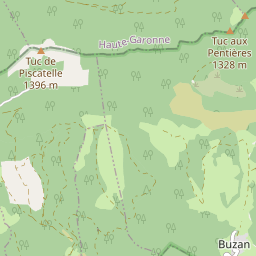 Haute Garonne
Tuc aux
Pentières
1328 m
Tuc de
Piscatelle
1396 m
Buzan